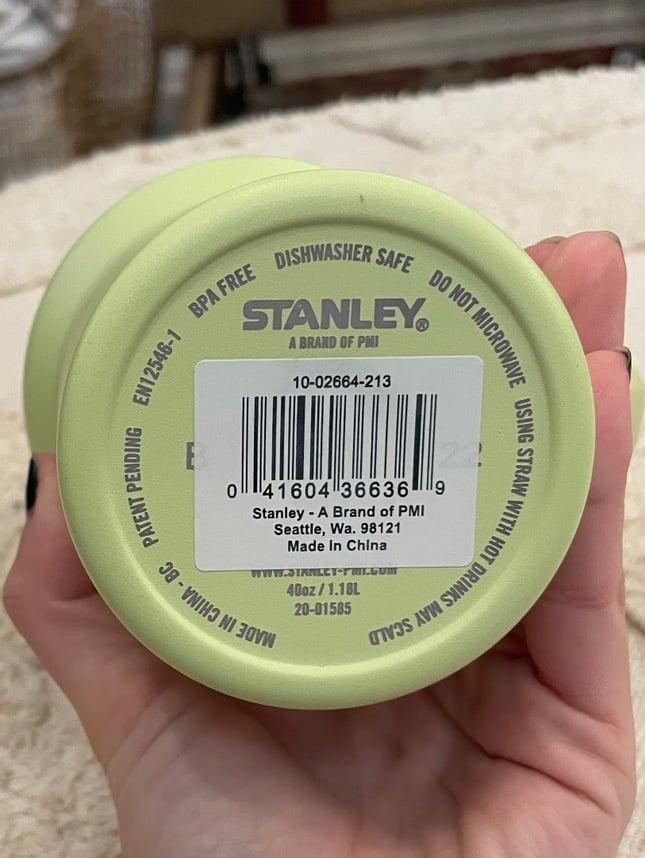 DISHWASHER SAFE
DO NOT MICROWAVE
USING STRAW WITH HOT DRINKS MAY SCALD
MADE IN CHINA - BC
PATENT PENDING
EN12546-1
BPA FREE
STANLEY®
A BRAND OF PMI
10-02664-213
B 22
0 41604 36636 9
Stanley - A Brand of PMI
Seattle, Wa. 98121
Made in China
WWW.STANLEY-PMI.COM
40oz / 1.18L
20-01585